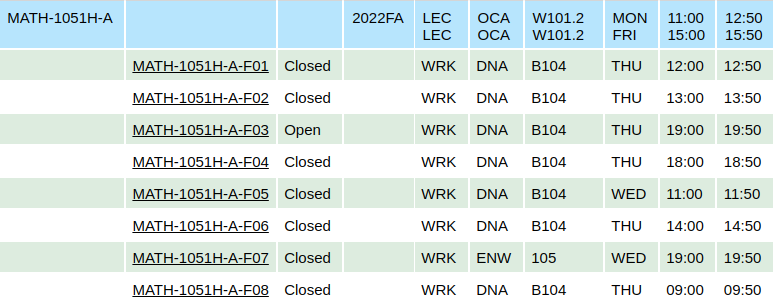 MATH-1051H-A 2022FA LEC OCA W101.2 MON 11:00 12:50
LEC OCA W101.2 FRI 15:00 15:50
MATH-1051H-A-F01 Closed WRK DNA B104 THU 12:00 12:50
MATH-1051H-A-F02 Closed WRK DNA B104 THU 13:00 13:50
MATH-1051H-A-F03 Open WRK DNA B104 THU 19:00 19:50
MATH-1051H-A-F04 Closed WRK DNA B104 THU 18:00 18:50
MATH-1051H-A-F05 Closed WRK DNA B104 WED 11:00 11:50
MATH-1051H-A-F06 Closed WRK DNA B104 THU 14:00 14:50
MATH-1051H-A-F07 Closed WRK ENW 105 WED 19:00 19:50
MATH-1051H-A-F08 Closed WRK DNA B104 THU 09:00 09:50